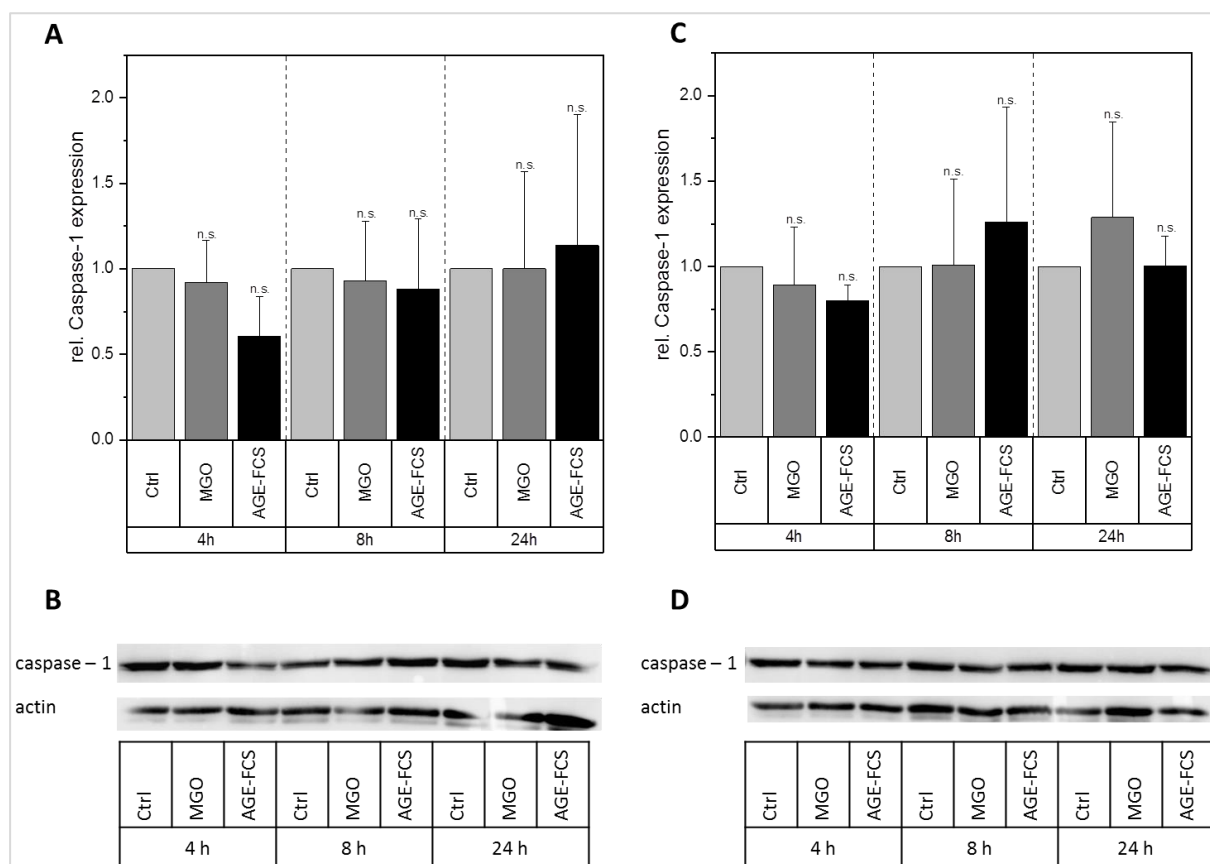 A
rel. Caspase-1 expression
2.0
1.5
1.0
0.5
0.0
n.s.
n.s.
n.s.
n.s.
n.s.
n.s.
Ctrl
MGO
AGE-FCS
Ctrl
MGO
AGE-FCS
Ctrl
MGO
AGE-FCS
4h
8h
24h
B
caspase – 1
actin
Ctrl
MGO
AGE-FCS
Ctrl
MGO
AGE-FCS
Ctrl
MGO
AGE-FCS
4 h
8 h
24 h
C
rel. Caspase-1 expression
2.0
1.5
1.0
0.5
0.0
n.s.
n.s.
n.s.
n.s.
n.s.
n.s.
Ctrl
MGO
AGE-FCS
Ctrl
MGO
AGE-FCS
Ctrl
MGO
AGE-FCS
4h
8h
24h
D
caspase – 1
actin
Ctrl
MGO
AGE-FCS
Ctrl
MGO
AGE-FCS
Ctrl
MGO
AGE-FCS
4 h
8 h
24 h